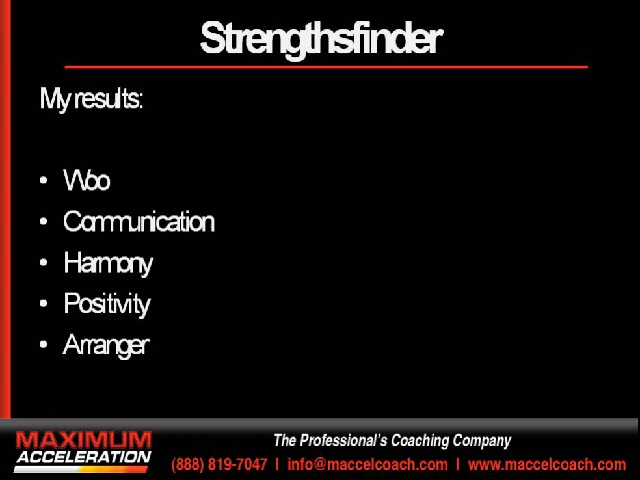 Strengthsfinder
My results:
• Woo
• Communication
• Harmony
• Positivity
• Arranger
MAXIMUM
ACCELERATION
The Professional's Coaching Company
(888) 819-7047 | info@maccelcoach.com | www.maccelcoach.com